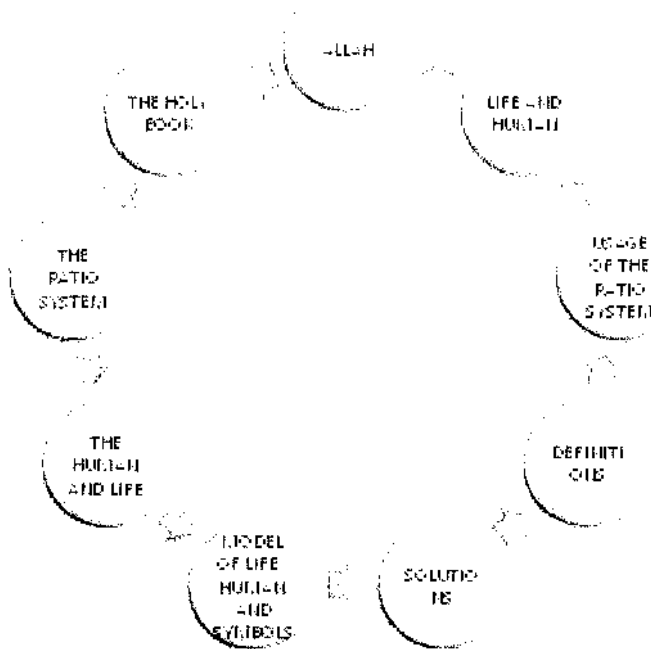 ALLAH
LIFE AND
HUMAN
USAGE
OF THE
RATIO
SYSTEM
DEFINITI
ONS
SOLUTIO
NS
MODEL
OF LIFE
HUMAN
AND
SYMBOLS
THE
HUMAN
AND LIFE
THE
RATIO
SYSTEM
THE HOLY
BOOK